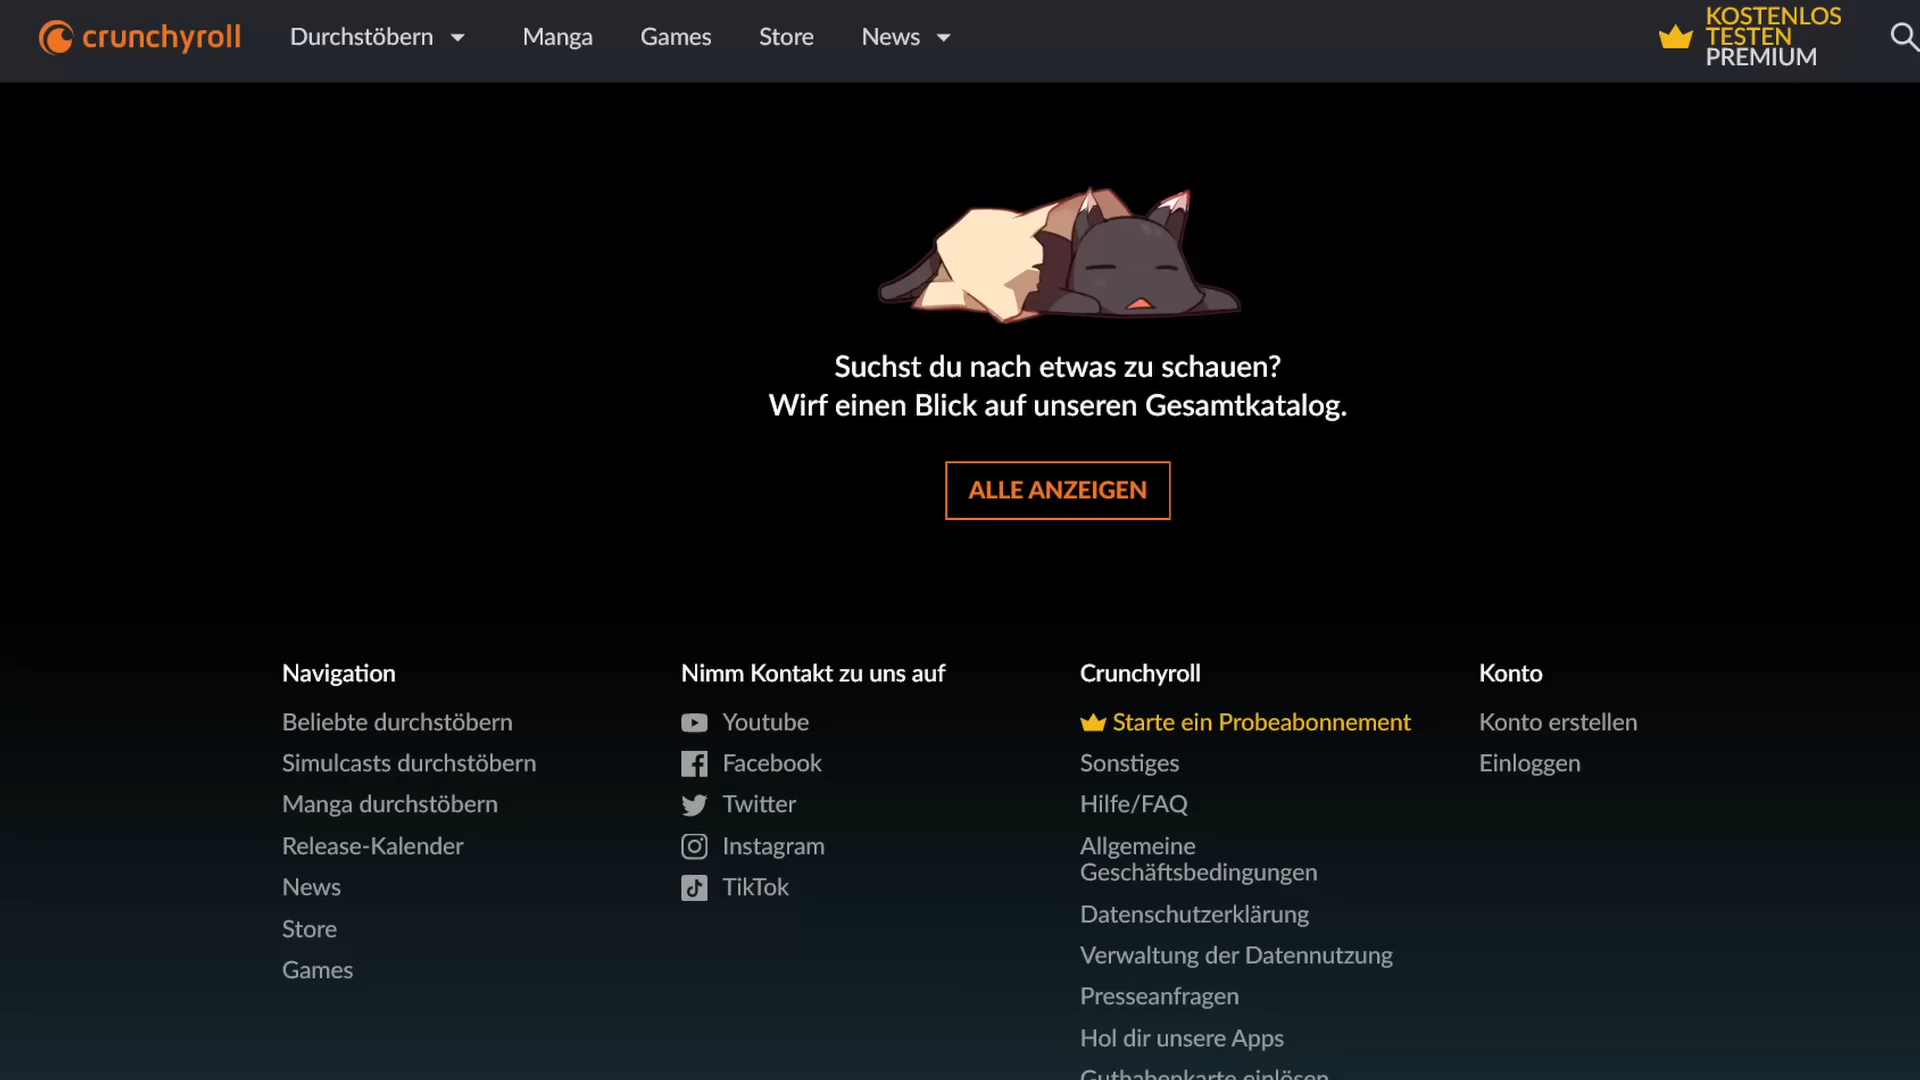 crunchyroll
Durchstöbern
Manga
Games
Store
News
KOSTENLOS
TESTEN
PREMIUM
Suchst du nach etwas zu schauen?
Wirf einen Blick auf unseren Gesamtkatalog.
ALLE ANZEIGEN
Navigation
Beliebte durchstöbern
Simulcasts durchstöbern
Manga durchstöbern
Release-Kalender
News
Store
Games
Nimm Kontakt zu uns auf
Youtube
Facebook
Twitter
Instagram
TikTok
Crunchyroll
Starte ein Probeabonnement
Sonstiges
Hilfe/FAQ
Allgemeine
Geschäftsbedingungen
Datenschutzerklärung
Verwaltung der Datennutzung
Presseanfragen
Hol dir unsere Apps
Guthabenkarte einlösen
Konto
Konto erstellen
Einloggen